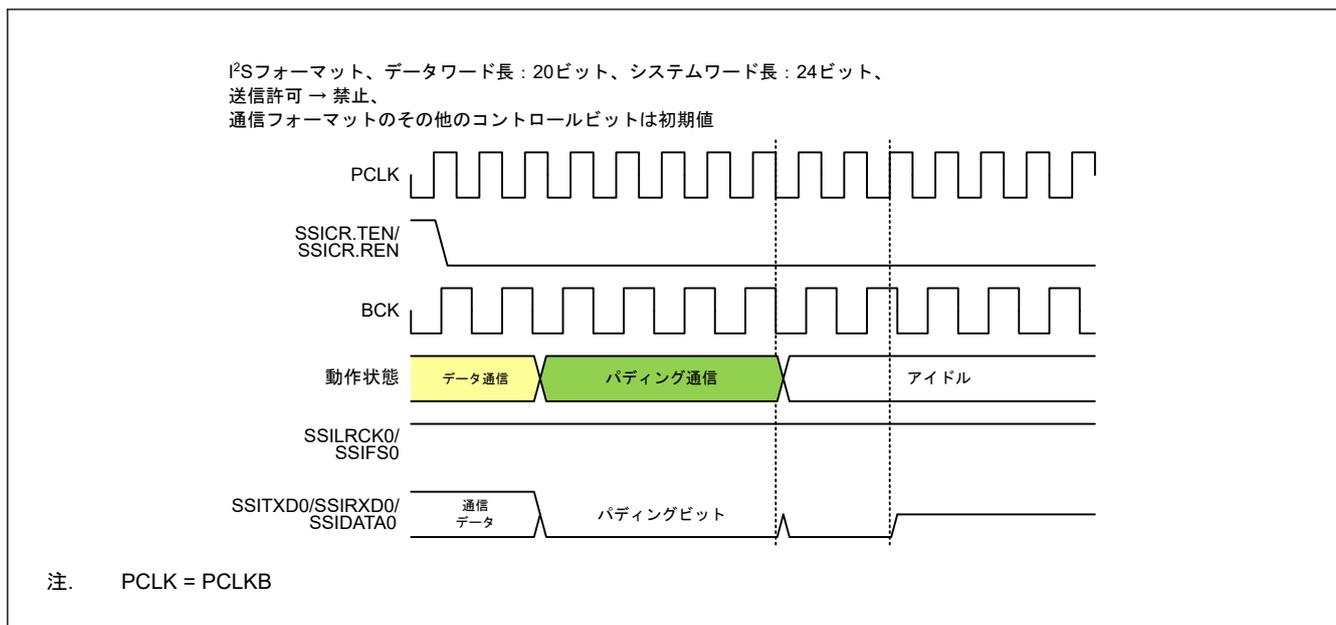 I²Sフォーマット、データワード長：20ビット、システムワード長：24ビット、
送信許可 → 禁止、
通信フォーマットのその他のコントロールビットは初期値
PCLK
SSICR.TEN/
SSICR.REN
BCK
動作状態
データ通信
パディング通信
アイドル
SSILRCK0/
SSIFS0
SSITXD0/SSIRXD0/
SSIDATA0
通信
データ
パディングビット
注. PCLK = PCLKB